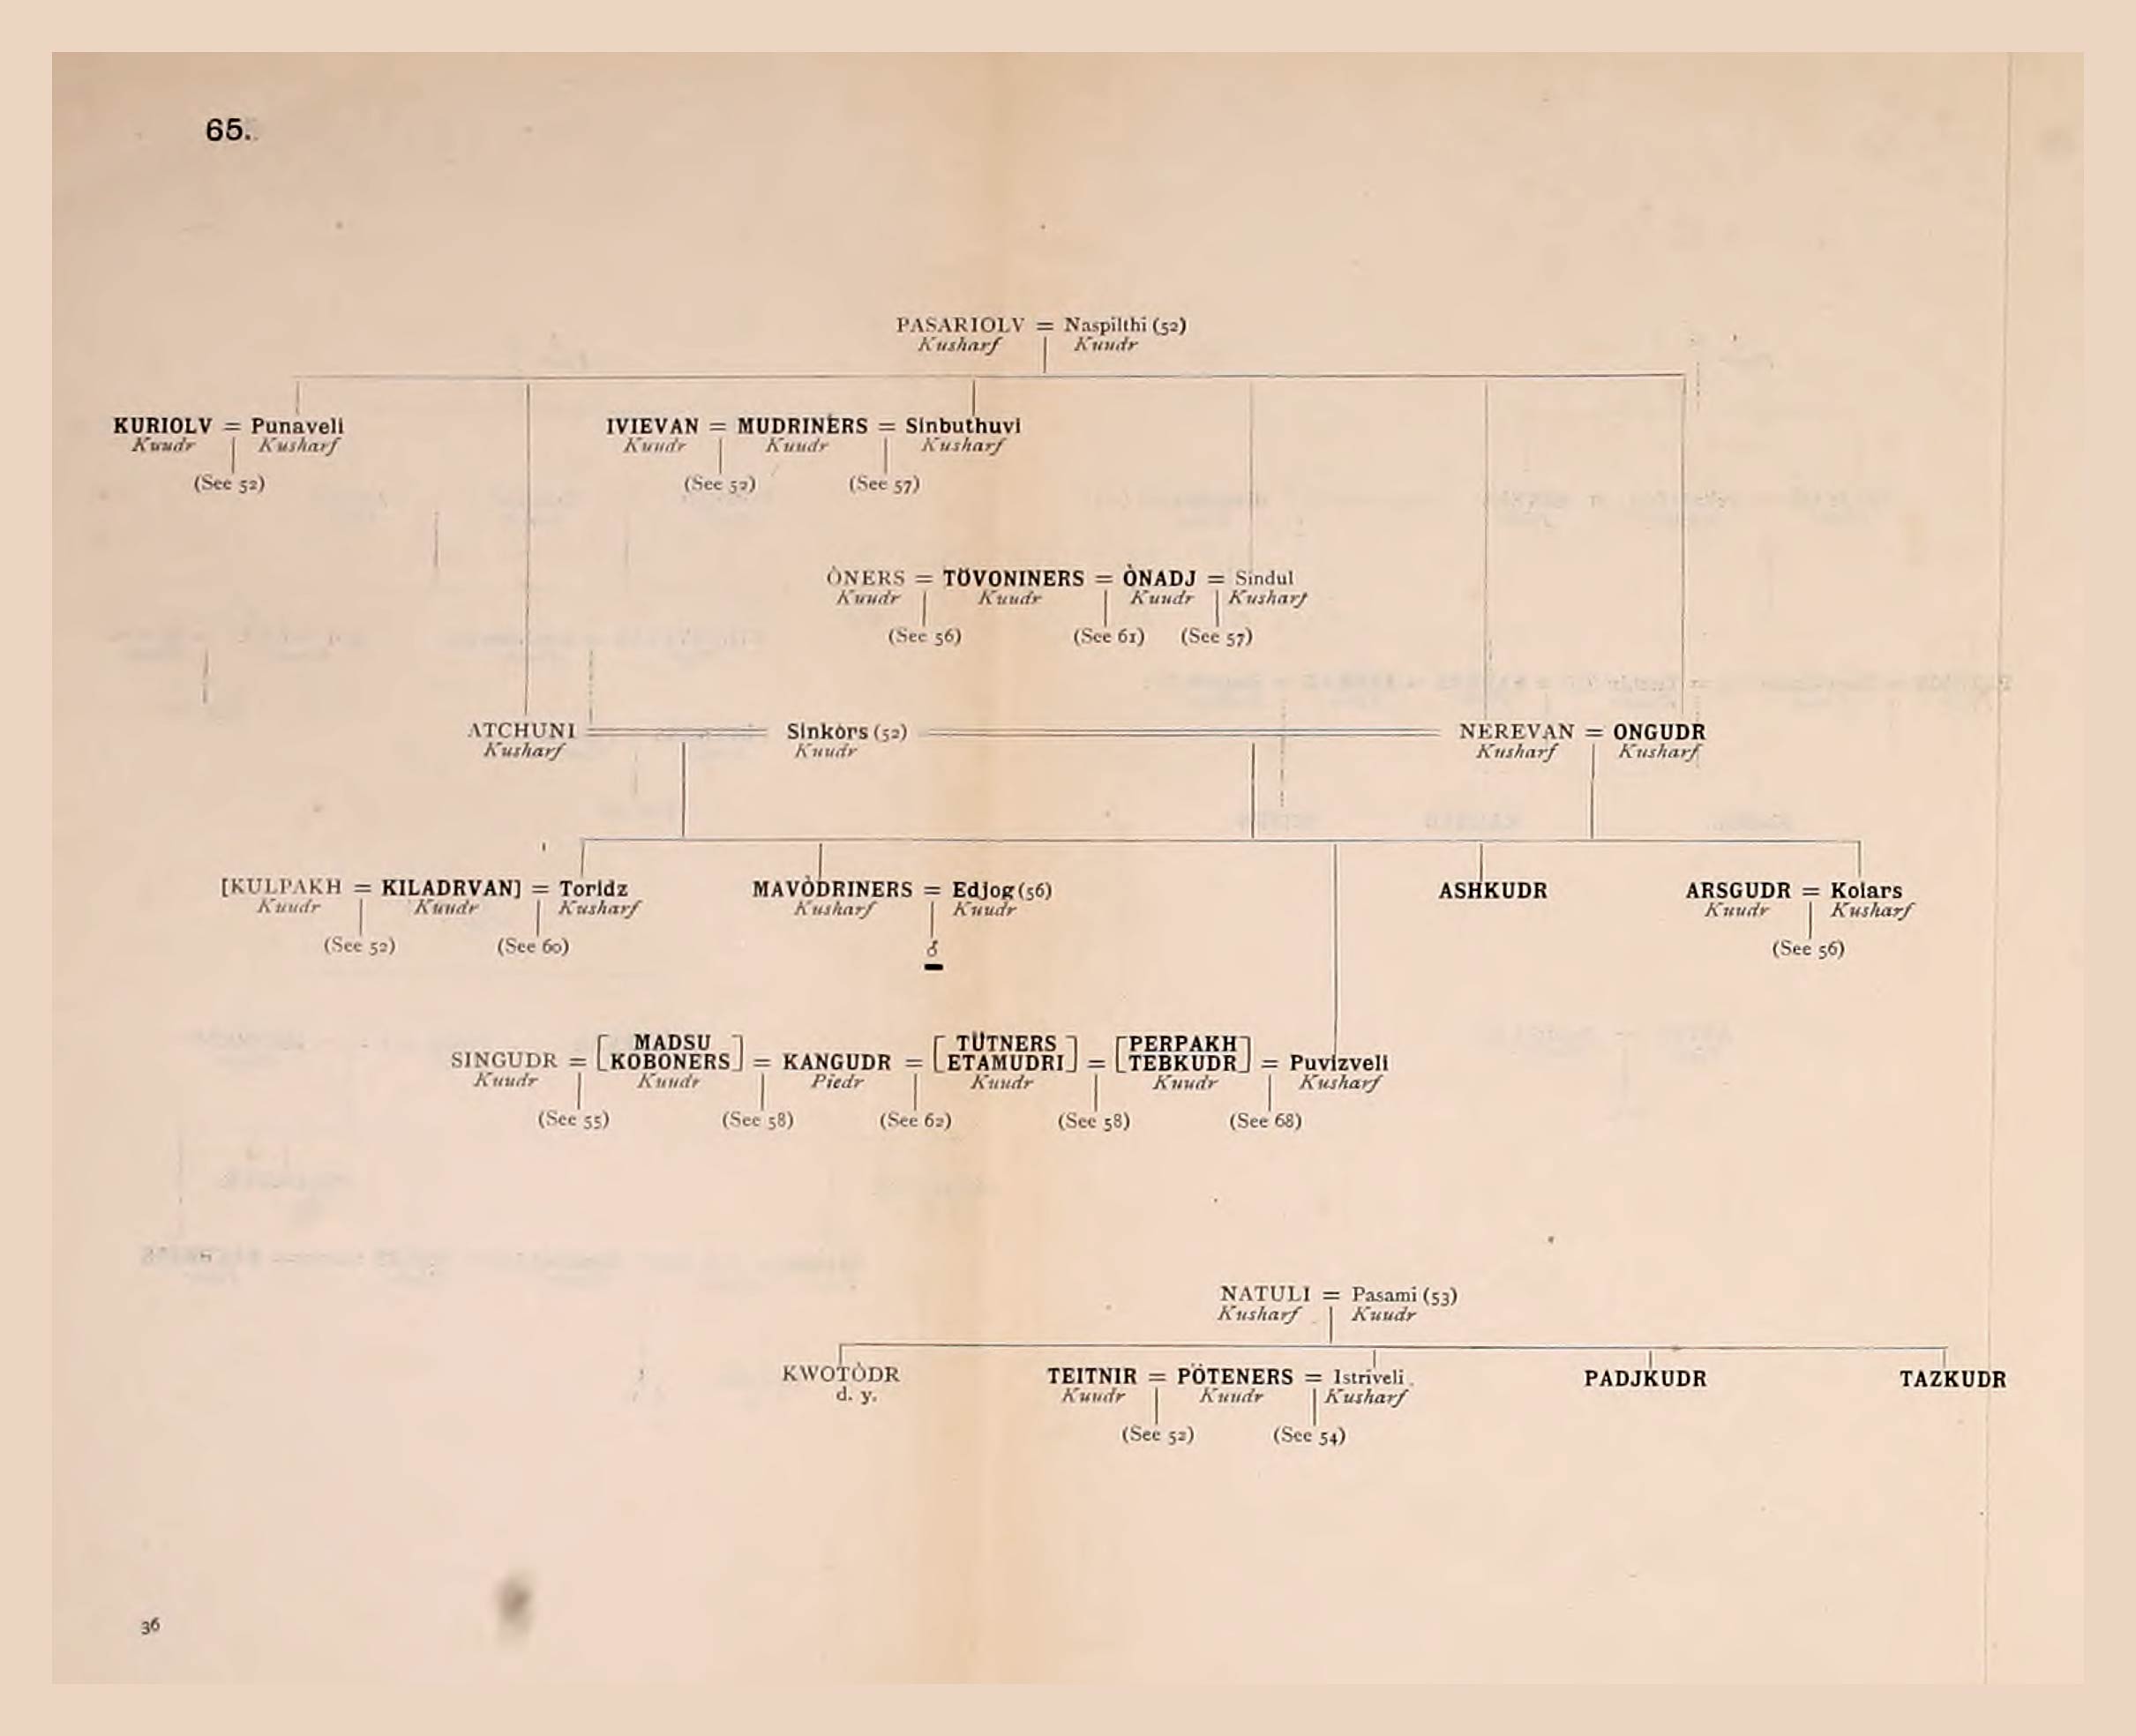 65.
PASARIOLV = Naspilthi (52)
Kusharf Kuudr
KURIOLV = Punaveli IVIEVAN = MUDRINERS = Sinbuthuvi
Kuudr Kusharf Kuudr Kuudr Kusharf
(See 52) (See 52) (See 57)
ÒNERS = TÖVONINERS = ÒNADJ = Sindul
Kuudr Kuudr Kuudr Kusharf
(See 56) (See 61) (See 57)
ATCHUNI Sinkòrs (52) NEREVAN = ONGUDR
Kusharf Kuudr Kusharf Kusharf
[KULPAKH = KILADRVAN] = Toridz MAVÒDRINERS = Edjog (56) ASHKUDR ARSGUDR = Kolars
Kuudr Kuudr Kusharf Kusharf Kuudr Kuudr Kusharf
(See 52) (See 60) ♂ (See 56)
MADSU TÜTNERS PERPAKH
SINGUDR = [KOBONERS] = KANGUDR = [ETAMUDRI] = [TEBKUDR] = Puvizveli
Kuudr Kuudr Piedr Kuudr Kuudr Kusharf
(See 55) (See 58) (See 62) (See 58) (See 68)
NATULI = Pasami (53)
Kusharf Kuudr
KWOTÒDR TEITNIR = PÖTENERS = Istriveli PADJKUDR TAZKUDR
d. y. Kuudr Kuudr Kusharf
(See 52) (See 54)
36